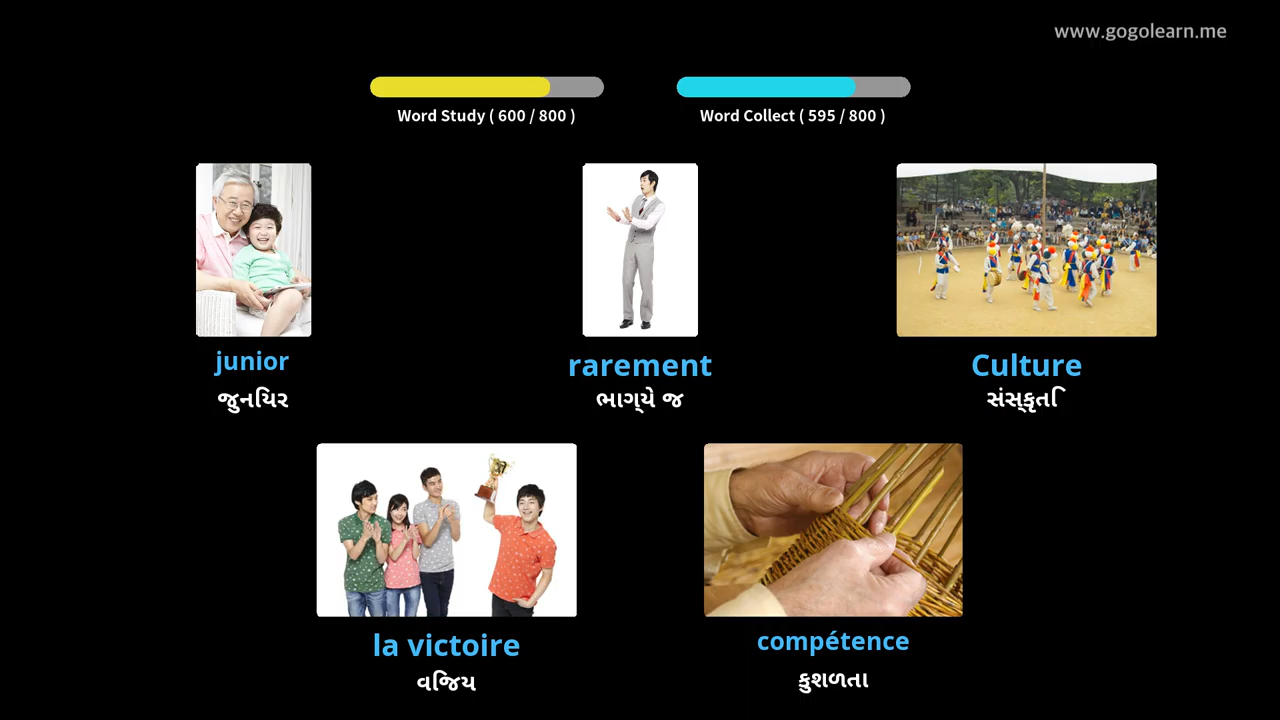 www.gogolearn.me
Word Study ( 600 / 800 )
Word Collect ( 595 / 800 )
junior
જુનિયર
rarement
ભાગ્યે જ
Culture
સંસ્કૃતિ
la victoire
વિજય
compétence
કુશળતા